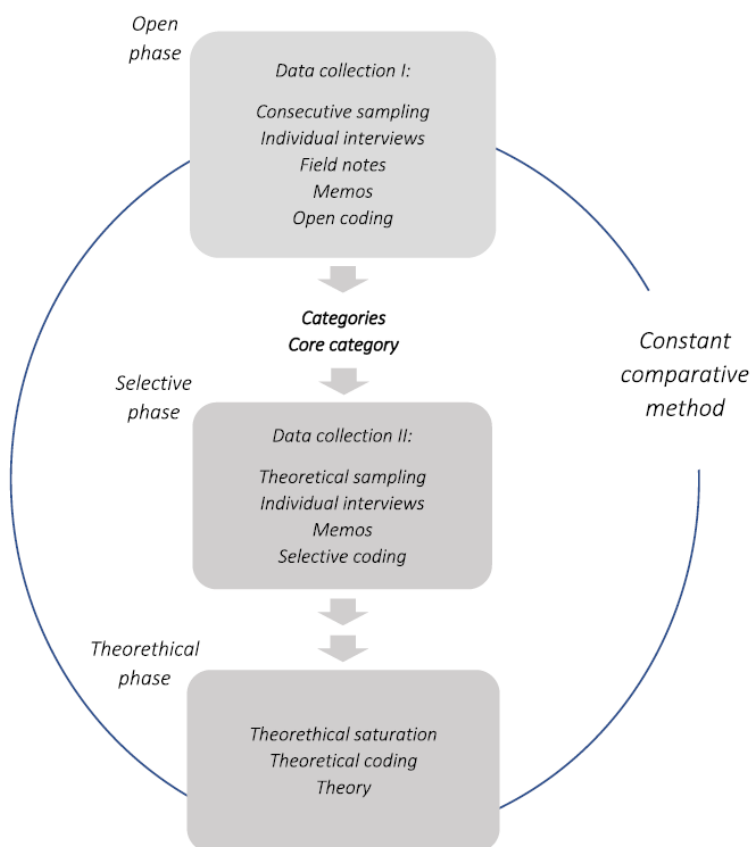 Open
phase
Data collection I:
Consecutive sampling
Individual interviews
Field notes
Memos
Open coding
Categories
Core category
Constant
comparative
method
Selective
phase
Data collection II:
Theoretical sampling
Individual interviews
Memos
Selective coding
Theorethical
phase
Theorethical saturation
Theoretical coding
Theory